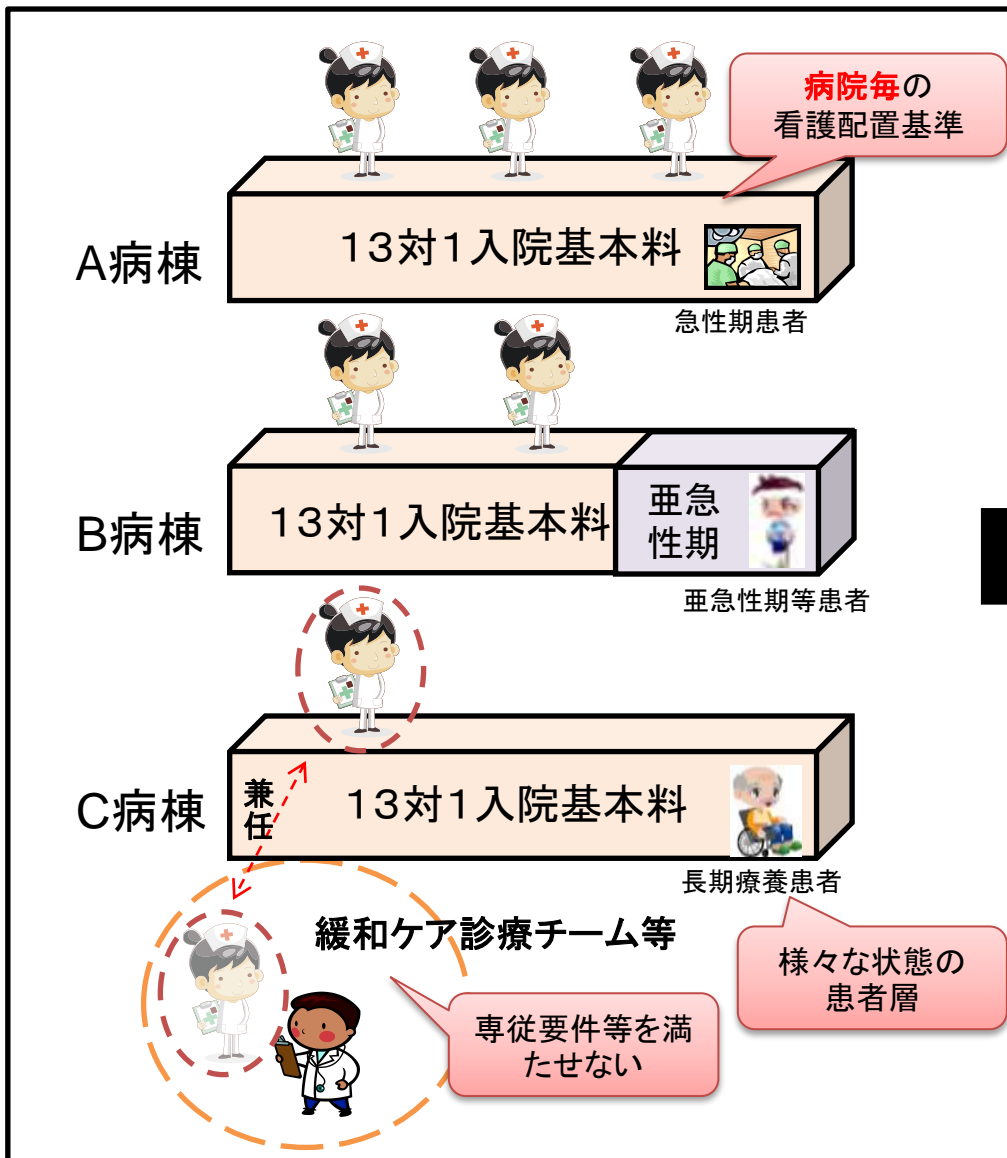 病院毎の
看護配置基準
A病棟
１３対１入院基本料
急性期患者
B病棟
１３対１入院基本料
亜急
性期
亜急性期等患者
C病棟
兼
任
１３対１入院基本料
長期療養患者
緩和ケア診療チーム等
様々な状態の
患者層
専従要件等を満
たせない